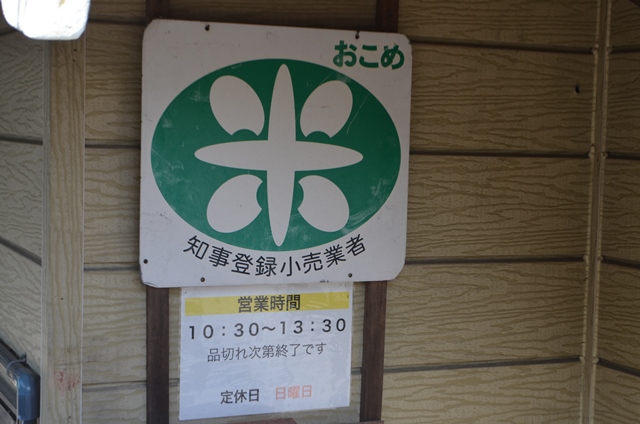 おこめ
知事登録小売業者
営業時間
10:30〜13:30
品切れ次第終了です
定休日 日曜日